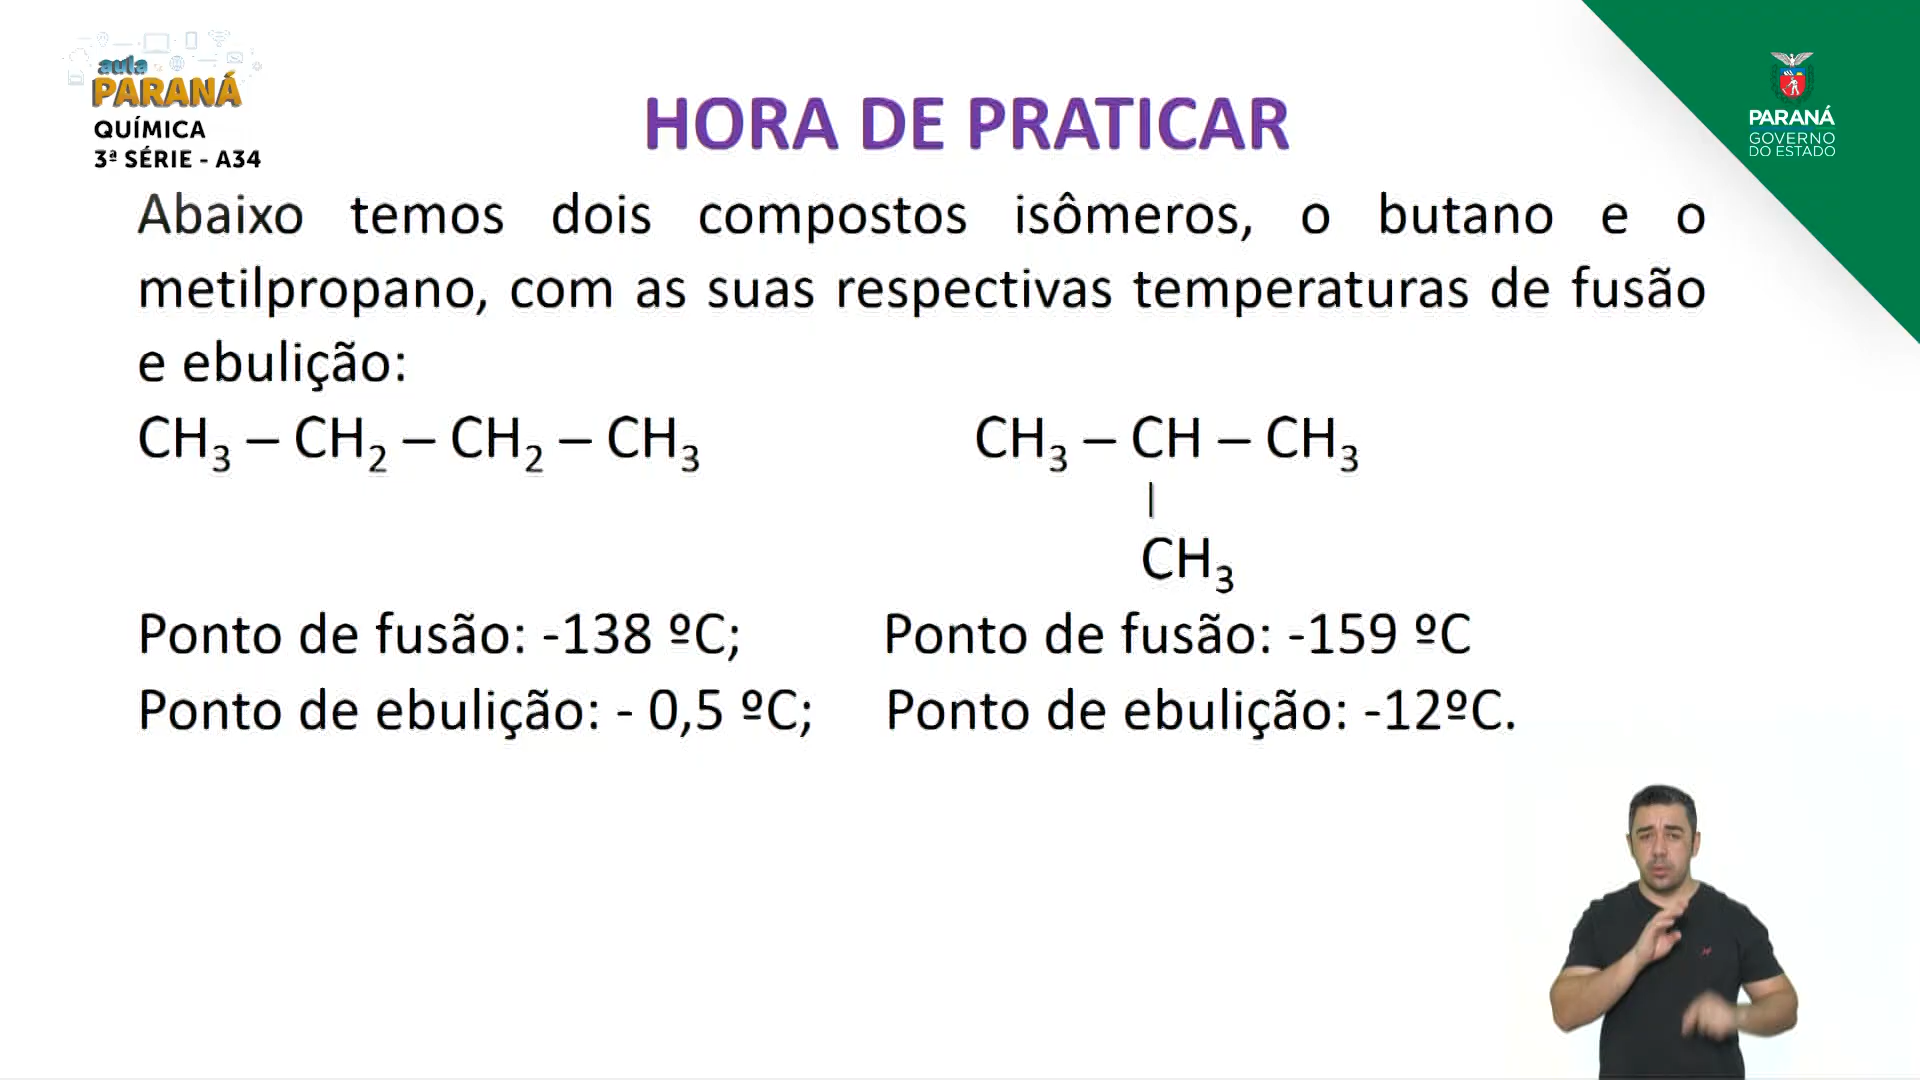 aula
PARANÁ
QUÍMICA
3ª SÉRIE - A34
HORA DE PRATICAR
PARANÁ
GOVERNO
DO ESTADO
Abaixo temos dois compostos isômeros, o butano e o
metilpropano, com as suas respectivas temperaturas de fusão
e ebulição:
CH₃ – CH₂ – CH₂ – CH₃ CH₃ – CH – CH₃
|
CH₃
Ponto de fusão: -138 ºC; Ponto de fusão: -159 ºC
Ponto de ebulição: - 0,5 ºC; Ponto de ebulição: -12ºC.